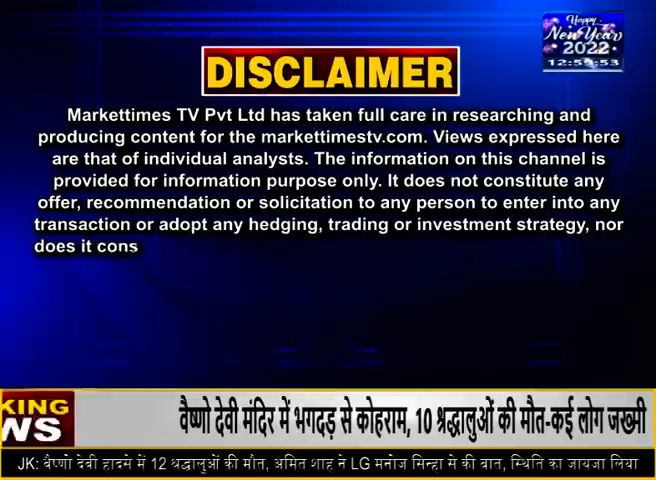 Happy
New Year
2022
12:59:53
DISCLAIMER
Markettimes TV Pvt Ltd has taken full care in researching and
producing content for the markettimestv.com. Views expressed here
are that of individual analysts. The information on this channel is
provided for information purpose only. It does not constitute any
offer, recommendation or solicitation to any person to enter into any
transaction or adopt any hedging, trading or investment strategy, nor
does it cons
KING
WS
वैष्णो देवी मंदिर में भगदड़ से कोहराम, 10 श्रद्धालुओं की मौत-कई लोग जख्मी
JK: वैष्णो देवी हादसे में 12 श्रद्धालुओं की मौत, अमित शाह ने LG मनोज सिन्हा से की बात, स्थिति का जायजा लिया